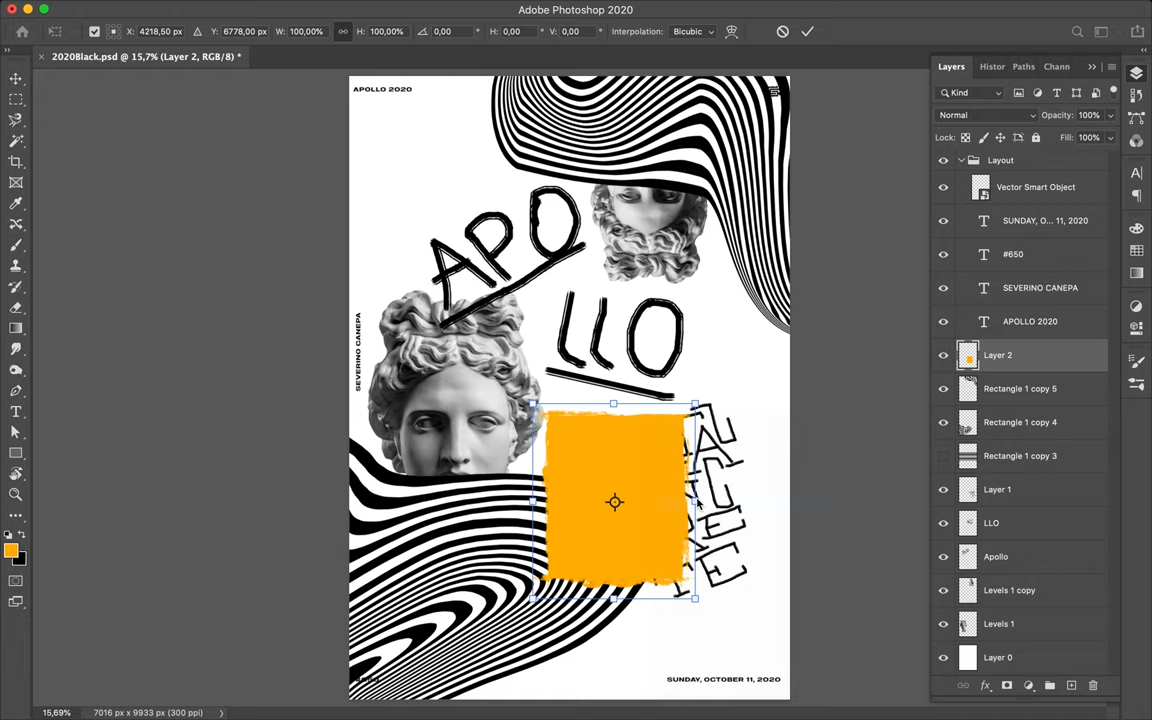 Adobe Photoshop 2020
X: 4218,50 px Y: 6778,00 px W: 100,00% H: 100,00% 0,00 H: 0,00 V: 0,00 Interpolation: Bicubic
2020Black.psd @ 15,7% (Layer 2, RGB/8) *
Layers Histor Paths Chann
Kind
Normal Opacity: 100%
Lock: Fill: 100%
Layout
Vector Smart Object
SUNDAY, O... 11, 2020
#650
SEVERINO CANEPA
APOLLO 2020
Layer 2
Rectangle 1 copy 5
Rectangle 1 copy 4
Rectangle 1 copy 3
Layer 1
LLO
Apollo
Levels 1 copy
Levels 1
Layer 0
APOLLO 2020
APO
LLO
SEVERINO CANEPA
SUNDAY, OCTOBER 11, 2020
15,69% 7016 px x 9933 px (300 ppi)